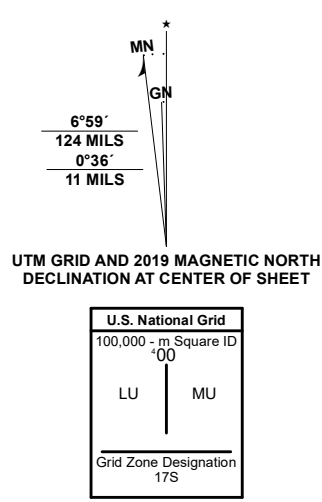 ★
MN
GN
6°59´
124 MILS
0°36´
11 MILS
UTM GRID AND 2019 MAGNETIC NORTH
DECLINATION AT CENTER OF SHEET
U.S. National Grid
100,000 - m Square ID
⁴00
LU MU
Grid Zone Designation
17S